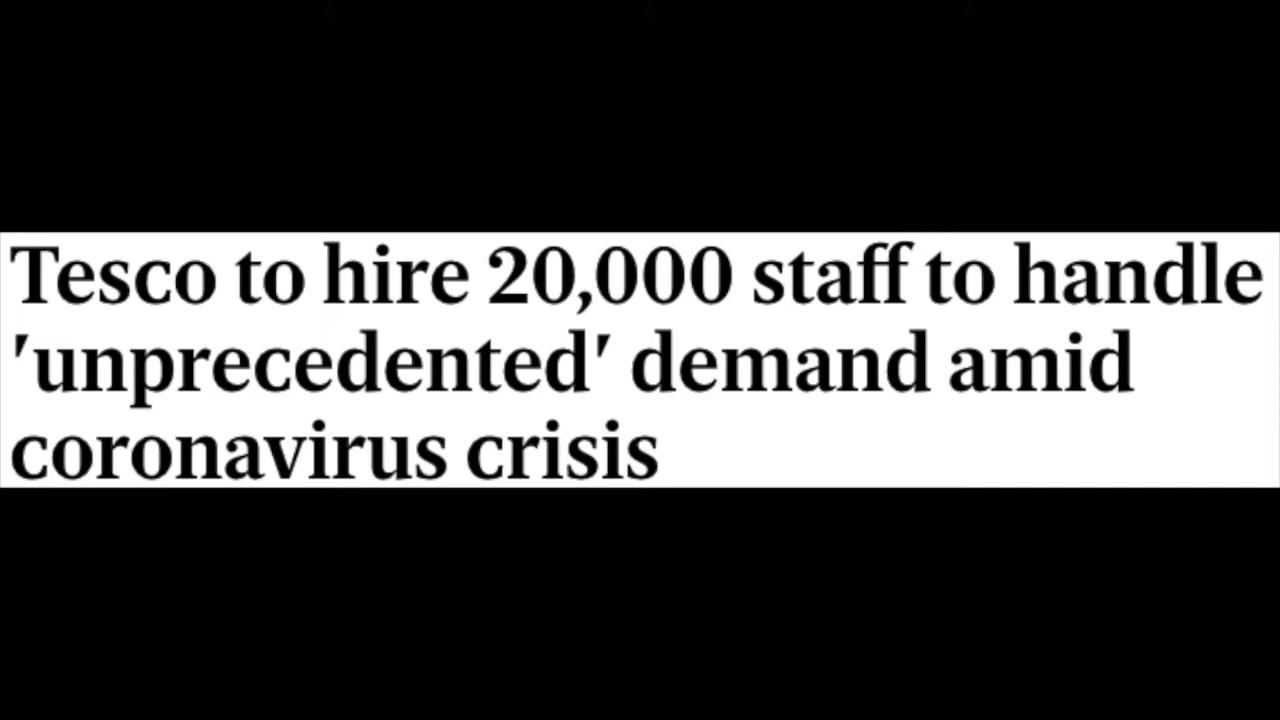 Tesco to hire 20,000 staff to handle
'unprecedented' demand amid
coronavirus crisis